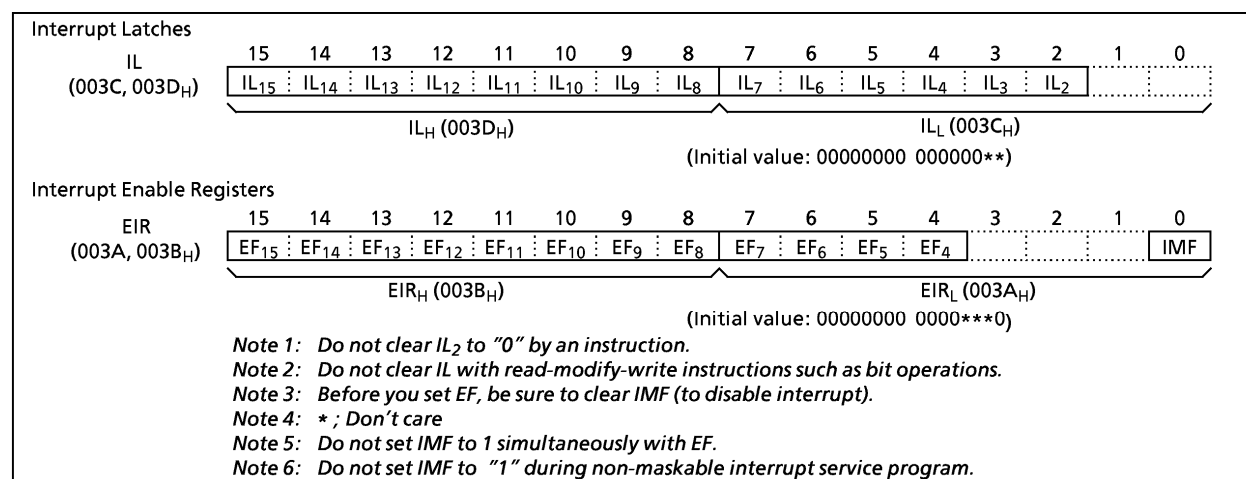 Interrupt Latches
IL 15 14 13 12 11 10 9 8 7 6 5 4 3 2 1 0
(003C, 003DH) IL15 IL14 IL13 IL12 IL11 IL10 IL9 IL8 IL7 IL6 IL5 IL4 IL3 IL2
ILH (003DH) ILL (003CH)
(Initial value: 00000000 000000**)
Interrupt Enable Registers
EIR 15 14 13 12 11 10 9 8 7 6 5 4 3 2 1 0
(003A, 003BH) EF15 EF14 EF13 EF12 EF11 EF10 EF9 EF8 EF7 EF6 EF5 EF4 IMF
EIRH (003BH) EIRL (003AH)
(Initial value: 00000000 0000***0)
Note 1: Do not clear IL2 to "0" by an instruction.
Note 2: Do not clear IL with read-modify-write instructions such as bit operations.
Note 3: Before you set EF, be sure to clear IMF (to disable interrupt).
Note 4: * ; Don't care
Note 5: Do not set IMF to 1 simultaneously with EF.
Note 6: Do not set IMF to "1" during non-maskable interrupt service program.